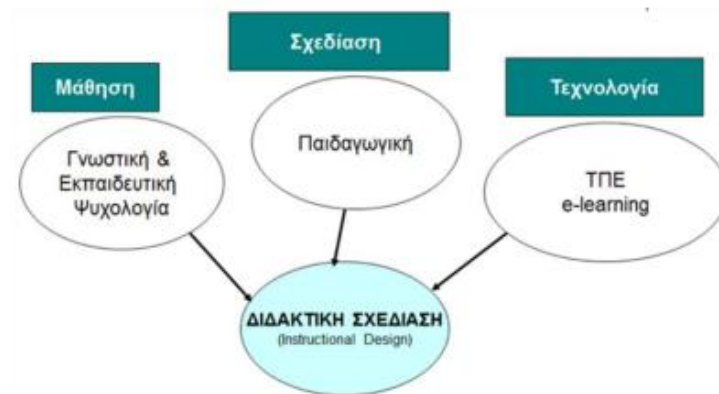 Σχεδίαση
Μάθηση
Τεχνολογία
Παιδαγωγική
Γνωστική &
Εκπαιδευτική
Ψυχολογία
ΤΠΕ
e-learning
ΔΙΔΑΚΤΙΚΗ ΣΧΕΔΙΑΣΗ
(Instructional Design)